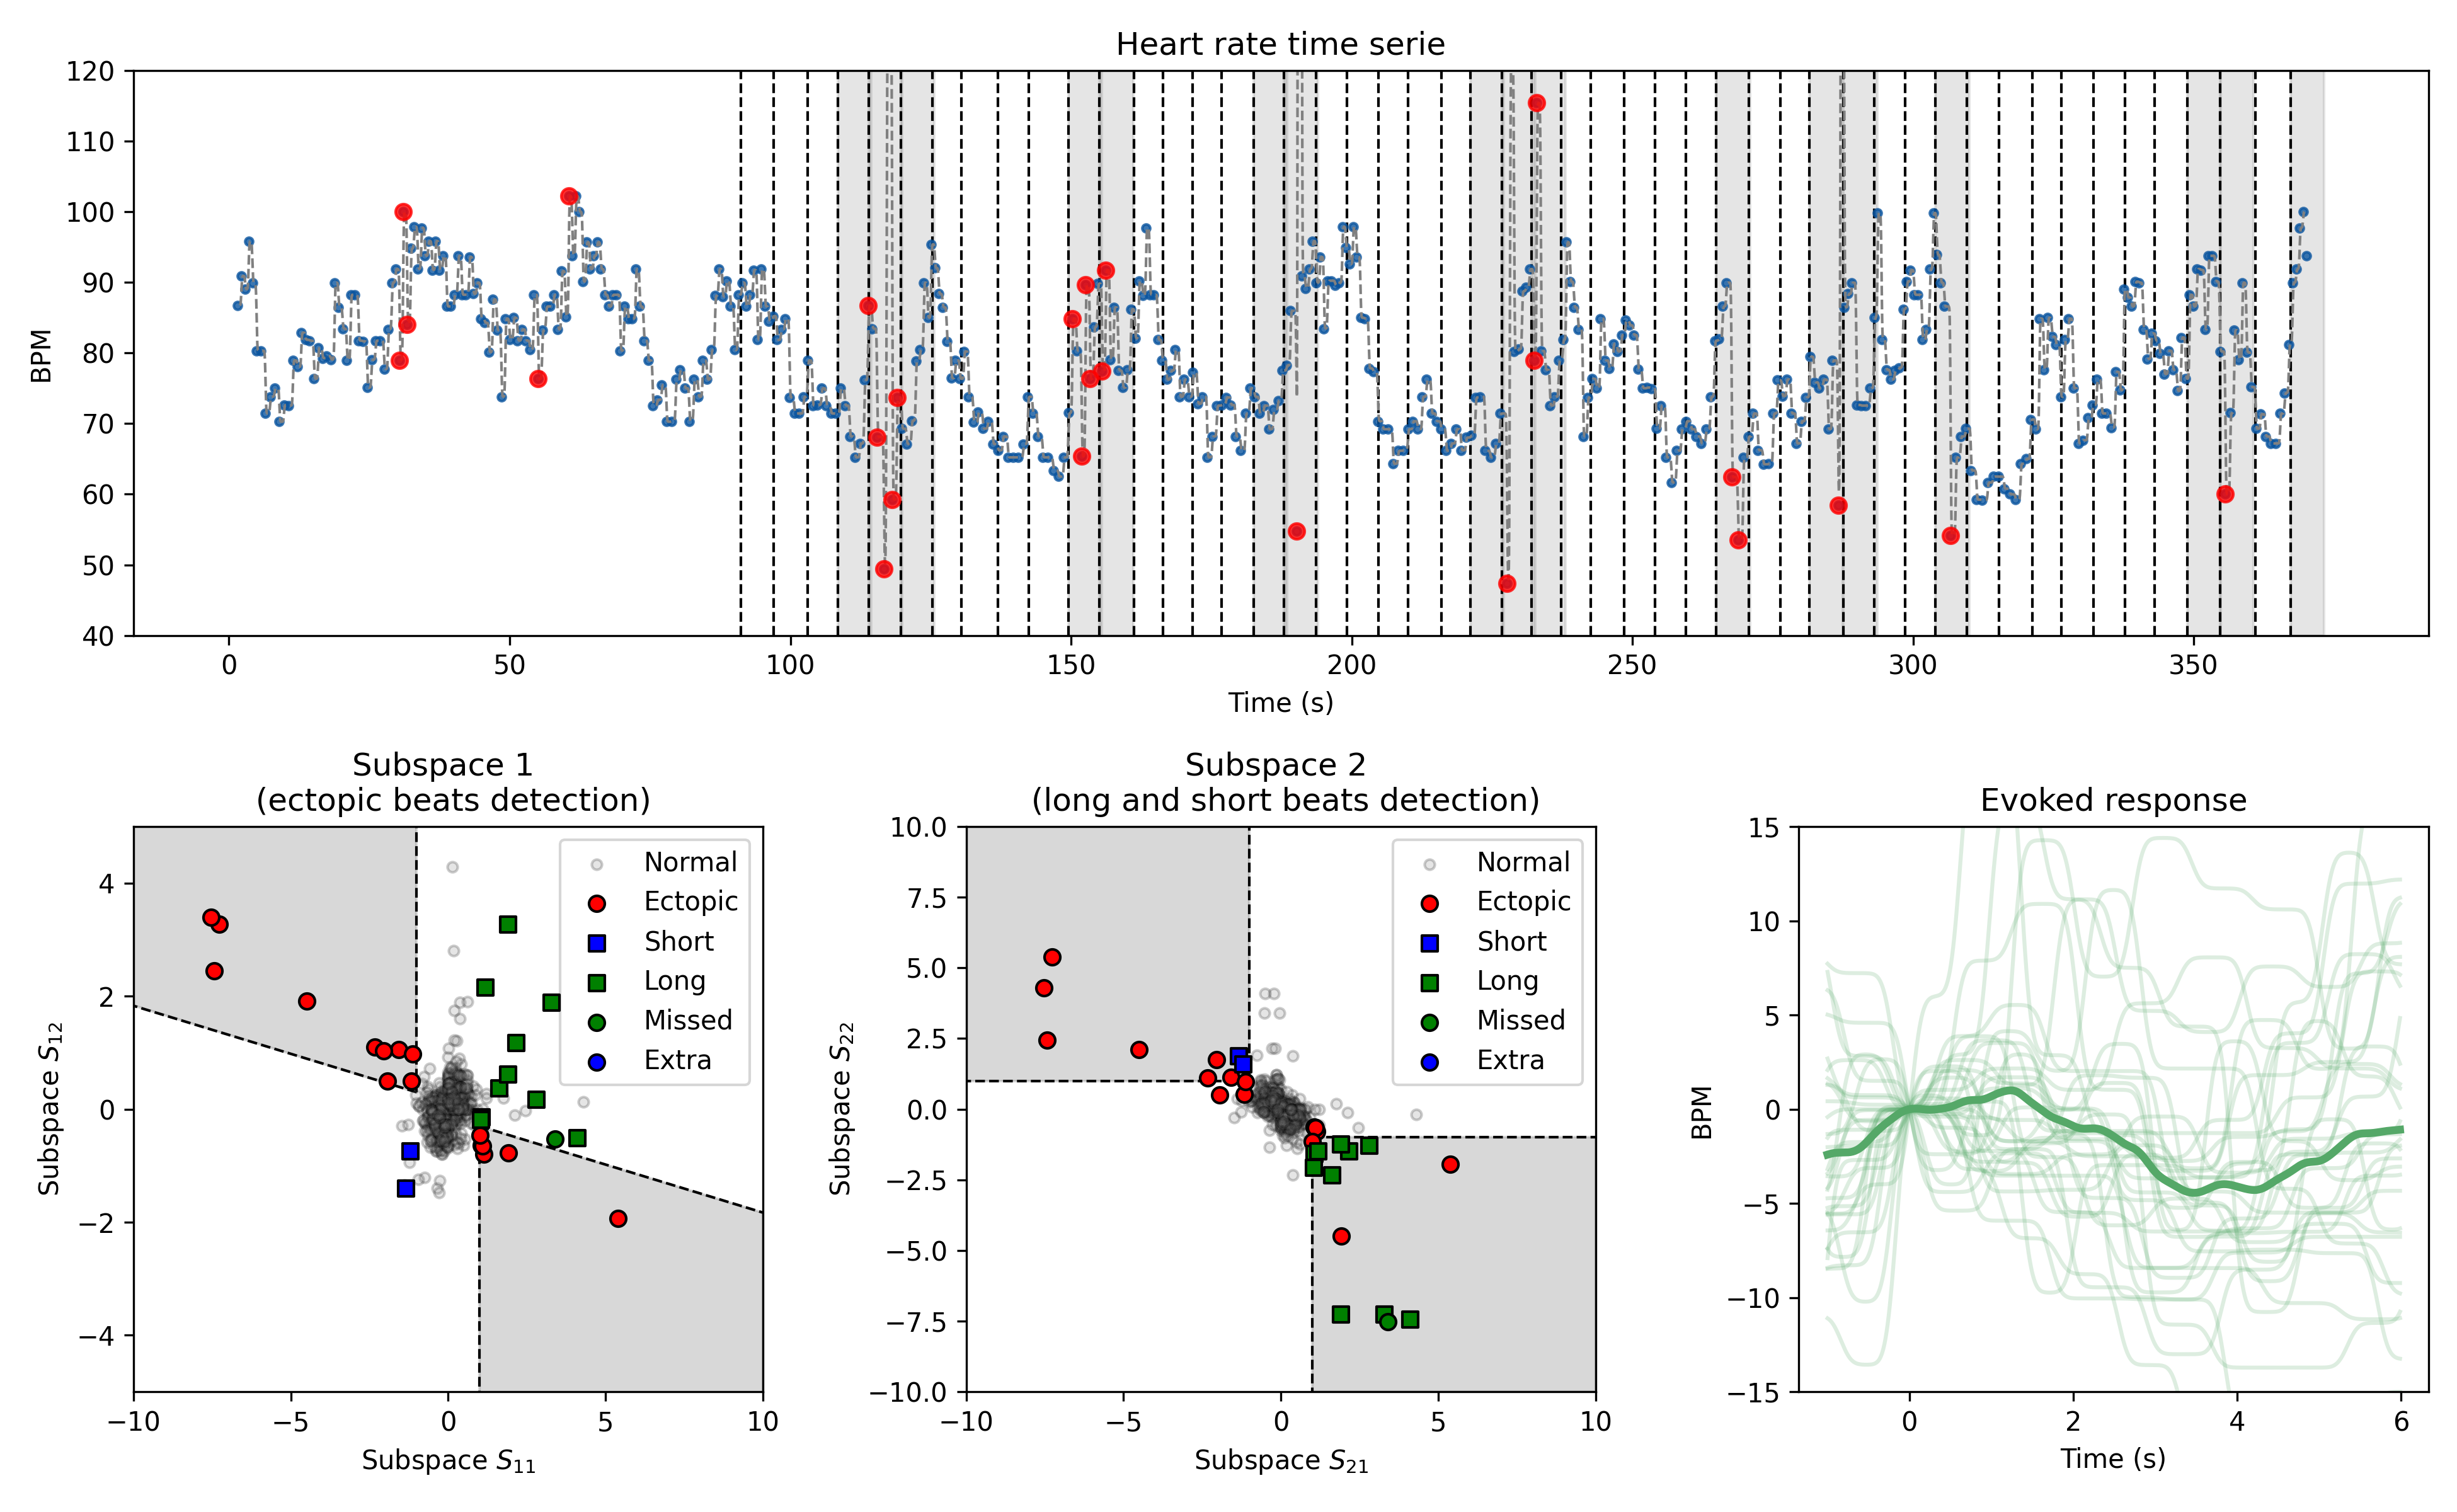 Heart rate time serie
120
110
100
90
80
70
60
50
40
BPM
0 50 100 150 200 250 300 350
Time (s)
Subspace 1
(ectopic beats detection)
4
2
0
−2
−4
Subspace S₁₂
Normal
Ectopic
Short
Long
Missed
Extra
−10 −5 0 5 10
Subspace S₁₁
Subspace 2
(long and short beats detection)
10.0
7.5
5.0
2.5
0.0
−2.5
−5.0
−7.5
−10.0
Subspace S₂₂
Normal
Ectopic
Short
Long
Missed
Extra
−10 −5 0 5 10
Subspace S₂₁
Evoked response
15
10
5
0
−5
−10
−15
BPM
0 2 4 6
Time (s)